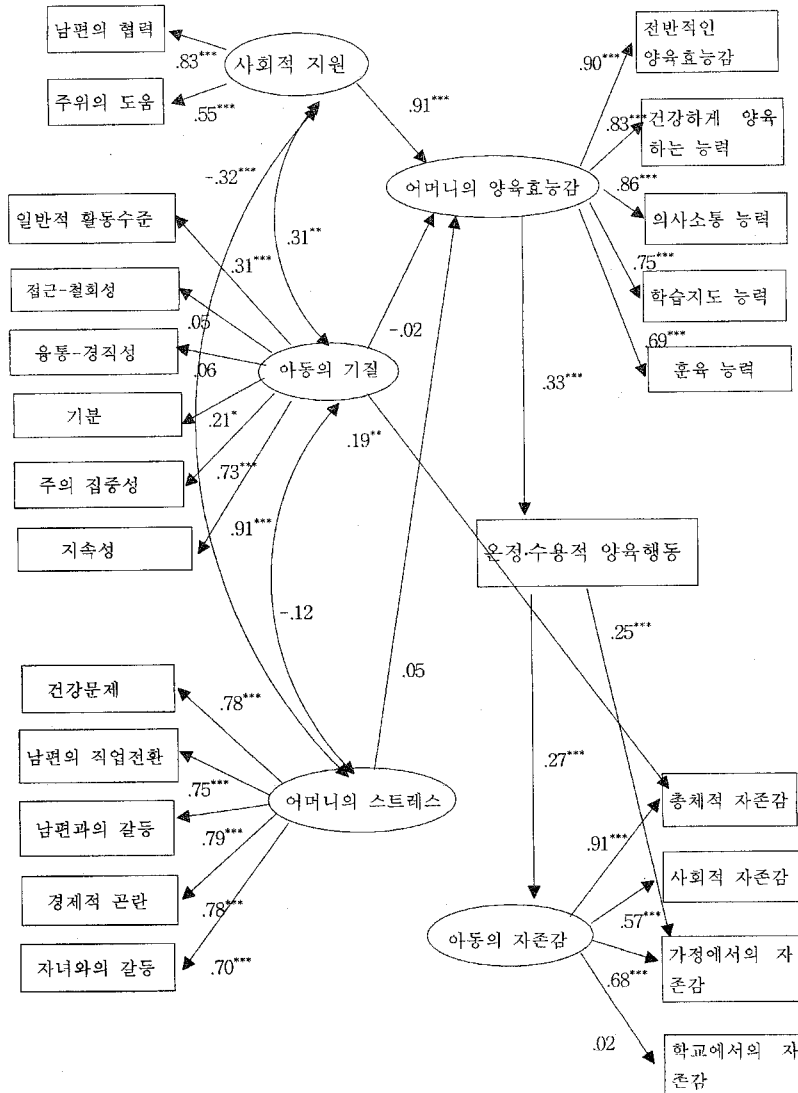 남편의 협력
.83***
사회적 지원
주위의 도움
.55***
.91***
전반적인
양육효능감
.90***
건강하게 양육
하는 능력
.83***
어머니의 양육효능감
.86***
의사소통 능력
.75***
학습지도 능력
.69***
훈육 능력
-.32***
.31**
일반적 활동수준
.31***
접근-철회성
.05
융통-경직성
.06
아동의 기질
-.02
기분
.21*
.19**
.33***
주의 집중성
.73***
지속성
.91***
온정·수용적 양육행동
-.12
.05
.25***
건강문제
.78***
남편의 직업전환
.75***
어머니의 스트레스
.27***
남편과의 갈등
.79***
경제적 곤란
.78***
자녀와의 갈등
.70***
총체적 자존감
.91***
사회적 자존감
.57***
아동의 자존감
가정에서의 자
존감
.68***
.02
학교에서의 자
존감